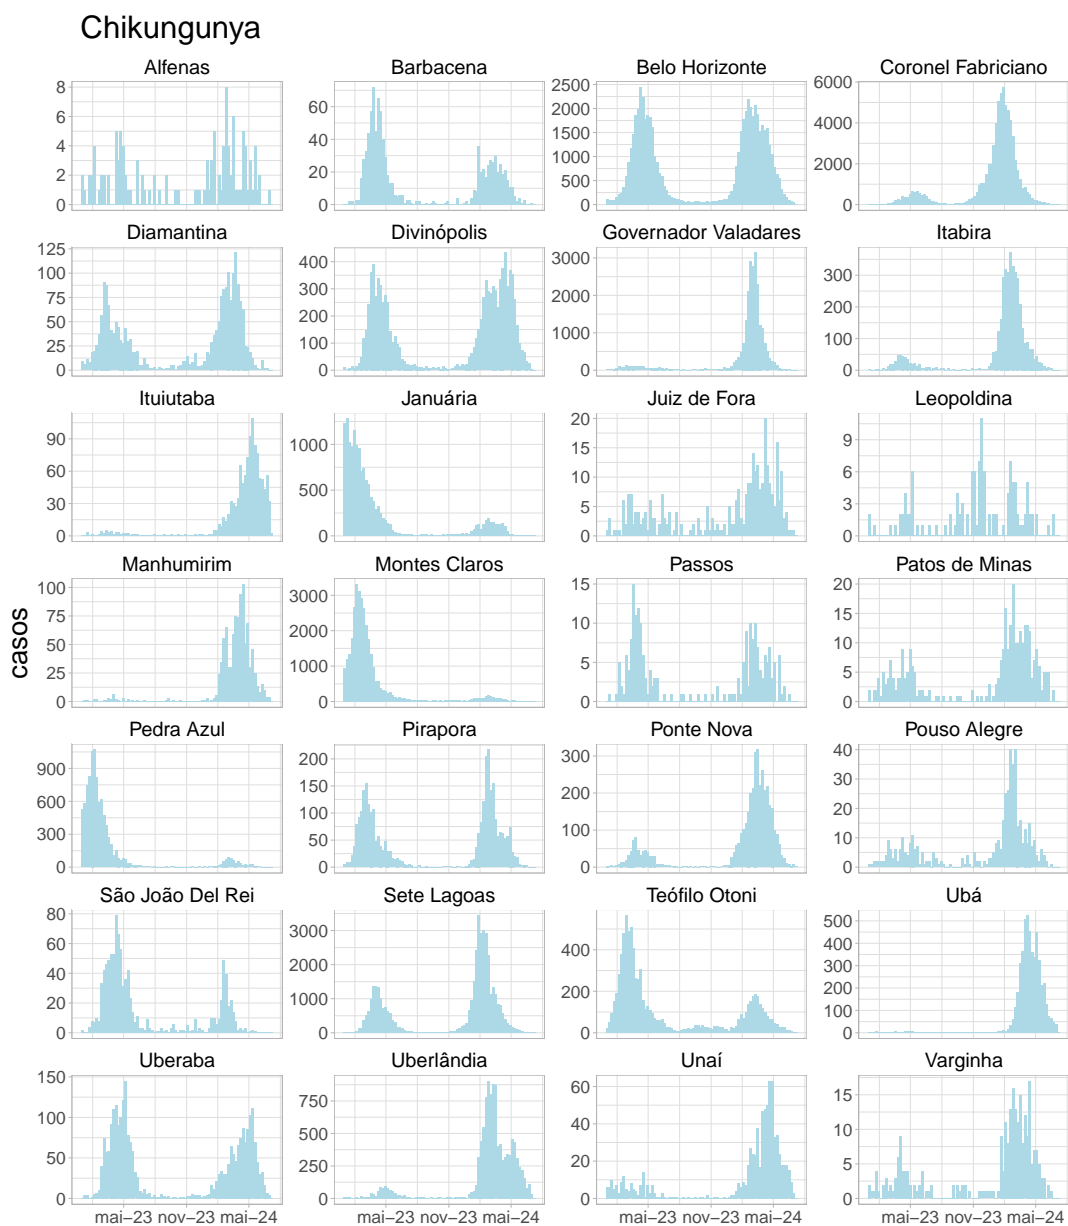 Chikungunya
Alfenas Barbacena Belo Horizonte Coronel Fabriciano
8 6 4 2 0
60 40 20 0
2500 2000 1500 1000 500 0
6000 4000 2000 0
Diamantina Divinópolis Governador Valadares Itabira
125 100 75 50 25 0
400 300 200 100 0
3000 2000 1000 0
300 200 100 0
Ituiutaba Januária Juiz de Fora Leopoldina
90 60 30 0
1000 500 0
20 15 10 5 0
9 6 3 0
Manhumirim Montes Claros Passos Patos de Minas
100 75 50 25 0
3000 2000 1000 0
15 10 5 0
20 15 10 5 0
casos
Pedra Azul Pirapora Ponte Nova Pouso Alegre
900 600 300 0
200 150 100 50 0
300 200 100 0
40 30 20 10 0
São João Del Rei Sete Lagoas Teófilo Otoni Ubá
80 60 40 20 0
3000 2000 1000 0
400 200 0
500 400 300 200 100 0
Uberaba Uberlândia Unaí Varginha
150 100 50 0
750 500 250 0
60 40 20 0
15 10 5 0
mai–23 nov–23 mai–24 mai–23 nov–23 mai–24 mai–23 nov–23 mai–24 mai–23 nov–23 mai–24